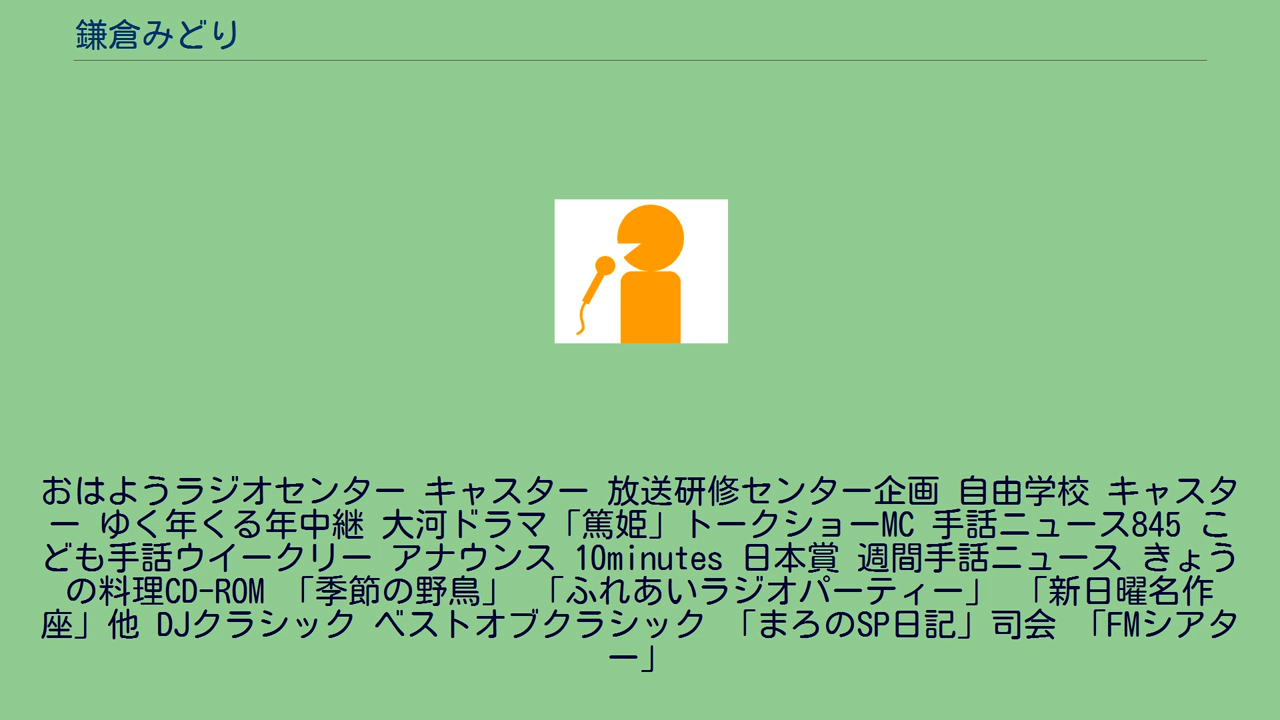 鎌倉みどり
おはようラジオセンター キャスター 放送研修センター企画 自由学校 キャスタ
ー ゆく年くる年中継 大河ドラマ「篤姫」トークショーMC 手話ニュース845 こ
ども手話ウイークリー アナウンス 10minutes 日本賞 週間手話ニュース きょう
の料理CD-ROM 「季節の野鳥」 「ふれあいラジオパーティー」 「新日曜名作
座」他 DJクラシック ベストオブクラシック 「まろのSP日記」司会 「FMシアタ
ー」